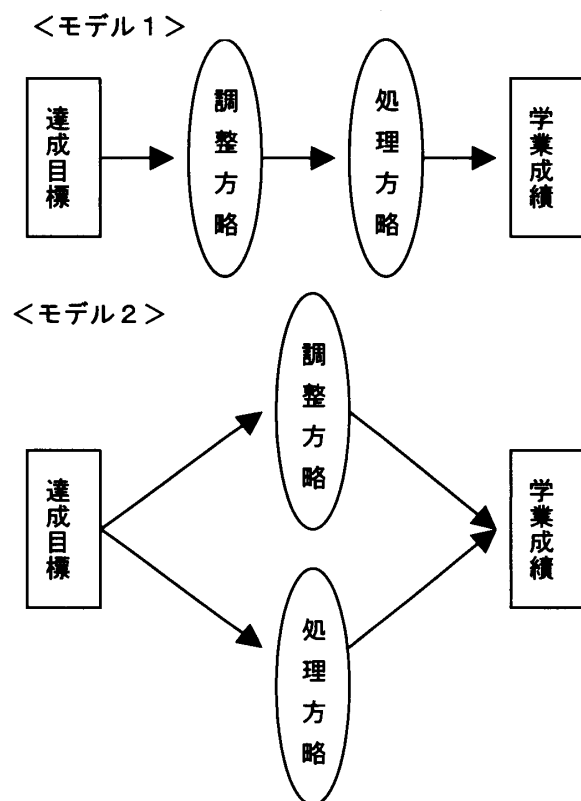 ＜モデル１＞
達成目標
調整方略
処理方略
学業成績
＜モデル２＞
達成目標
調整方略
処理方略
学業成績